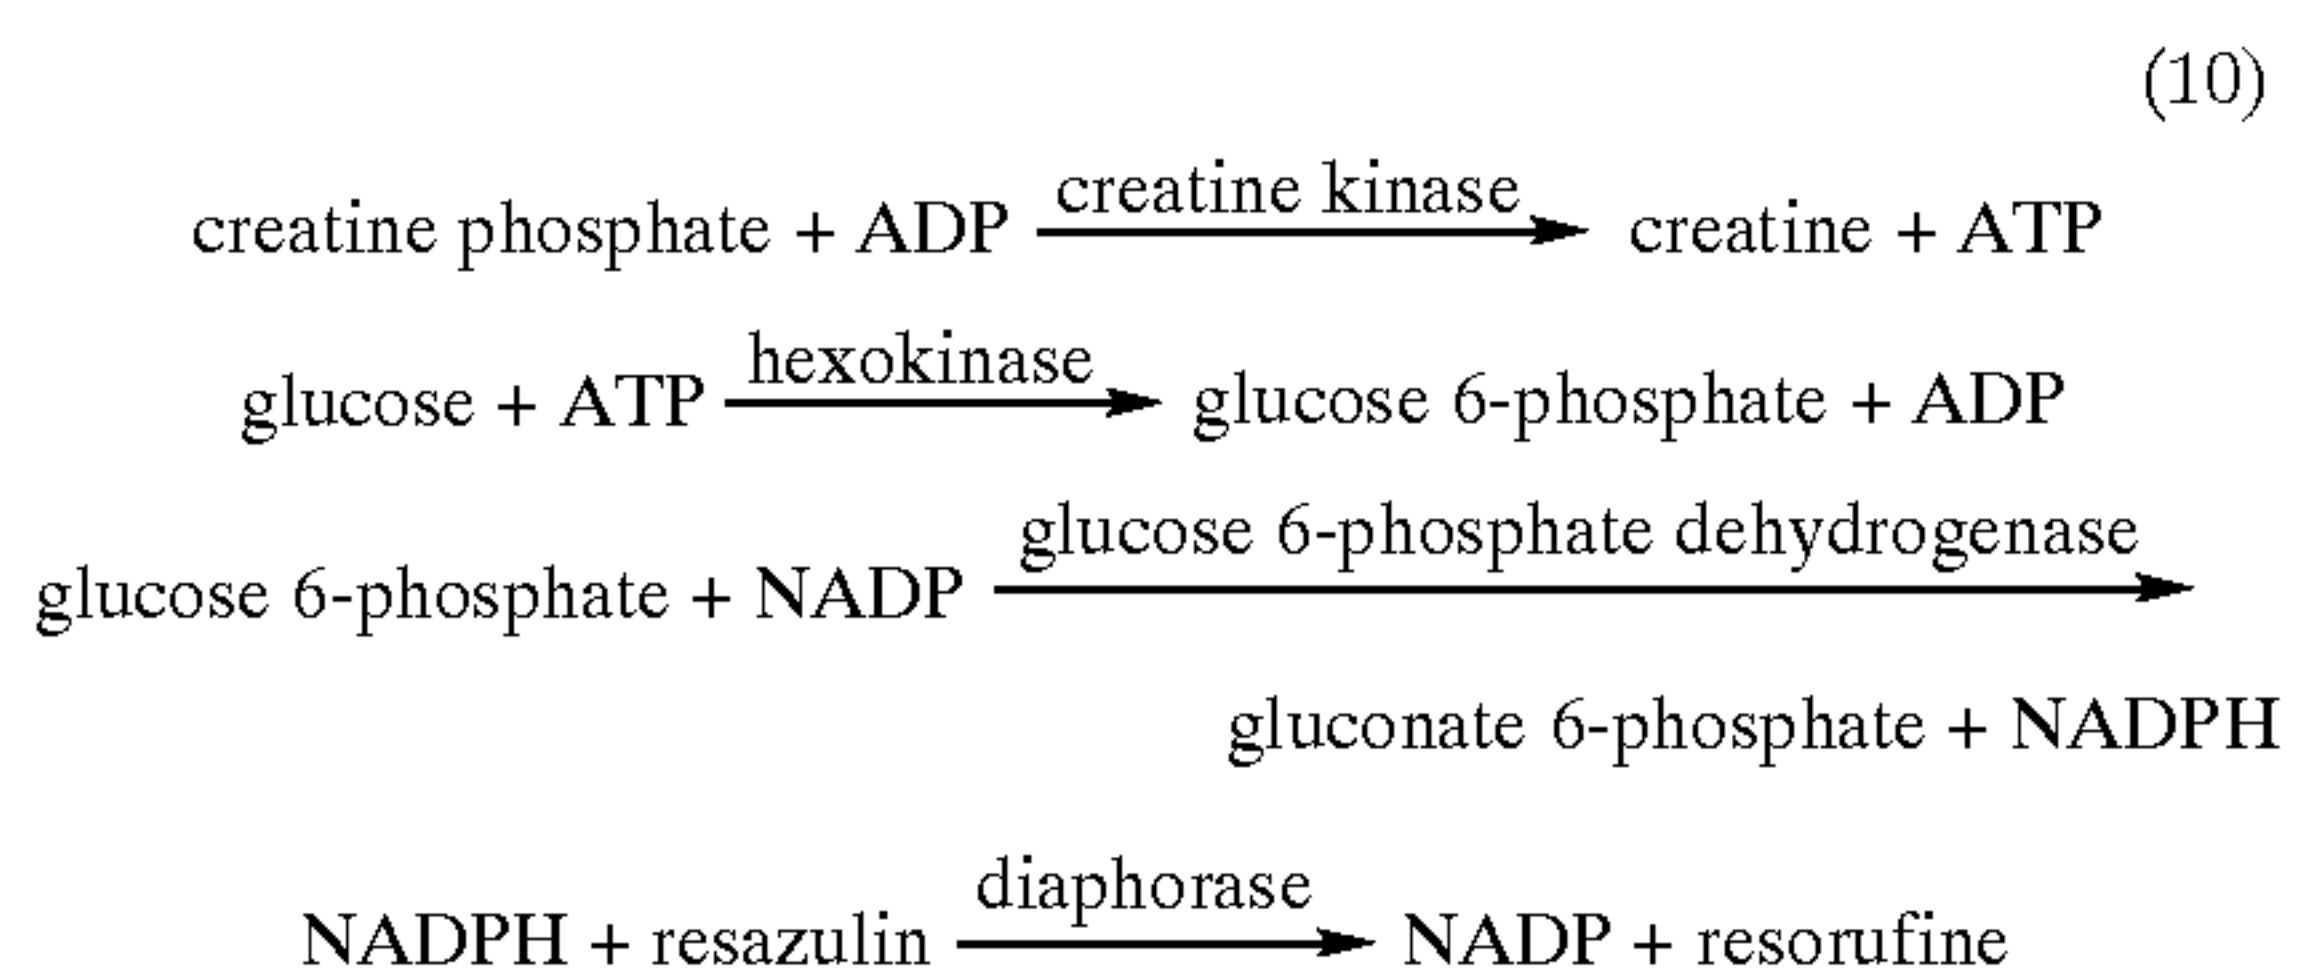 (10)
creatine kinase
creatine phosphate + ADP → creatine + ATP
hexokinase
glucose + ATP → glucose 6-phosphate + ADP
glucose 6-phosphate dehydrogenase
glucose 6-phosphate + NADP →
gluconate 6-phosphate + NADPH
diaphorase
NADPH + resazulin → NADP + resorufine